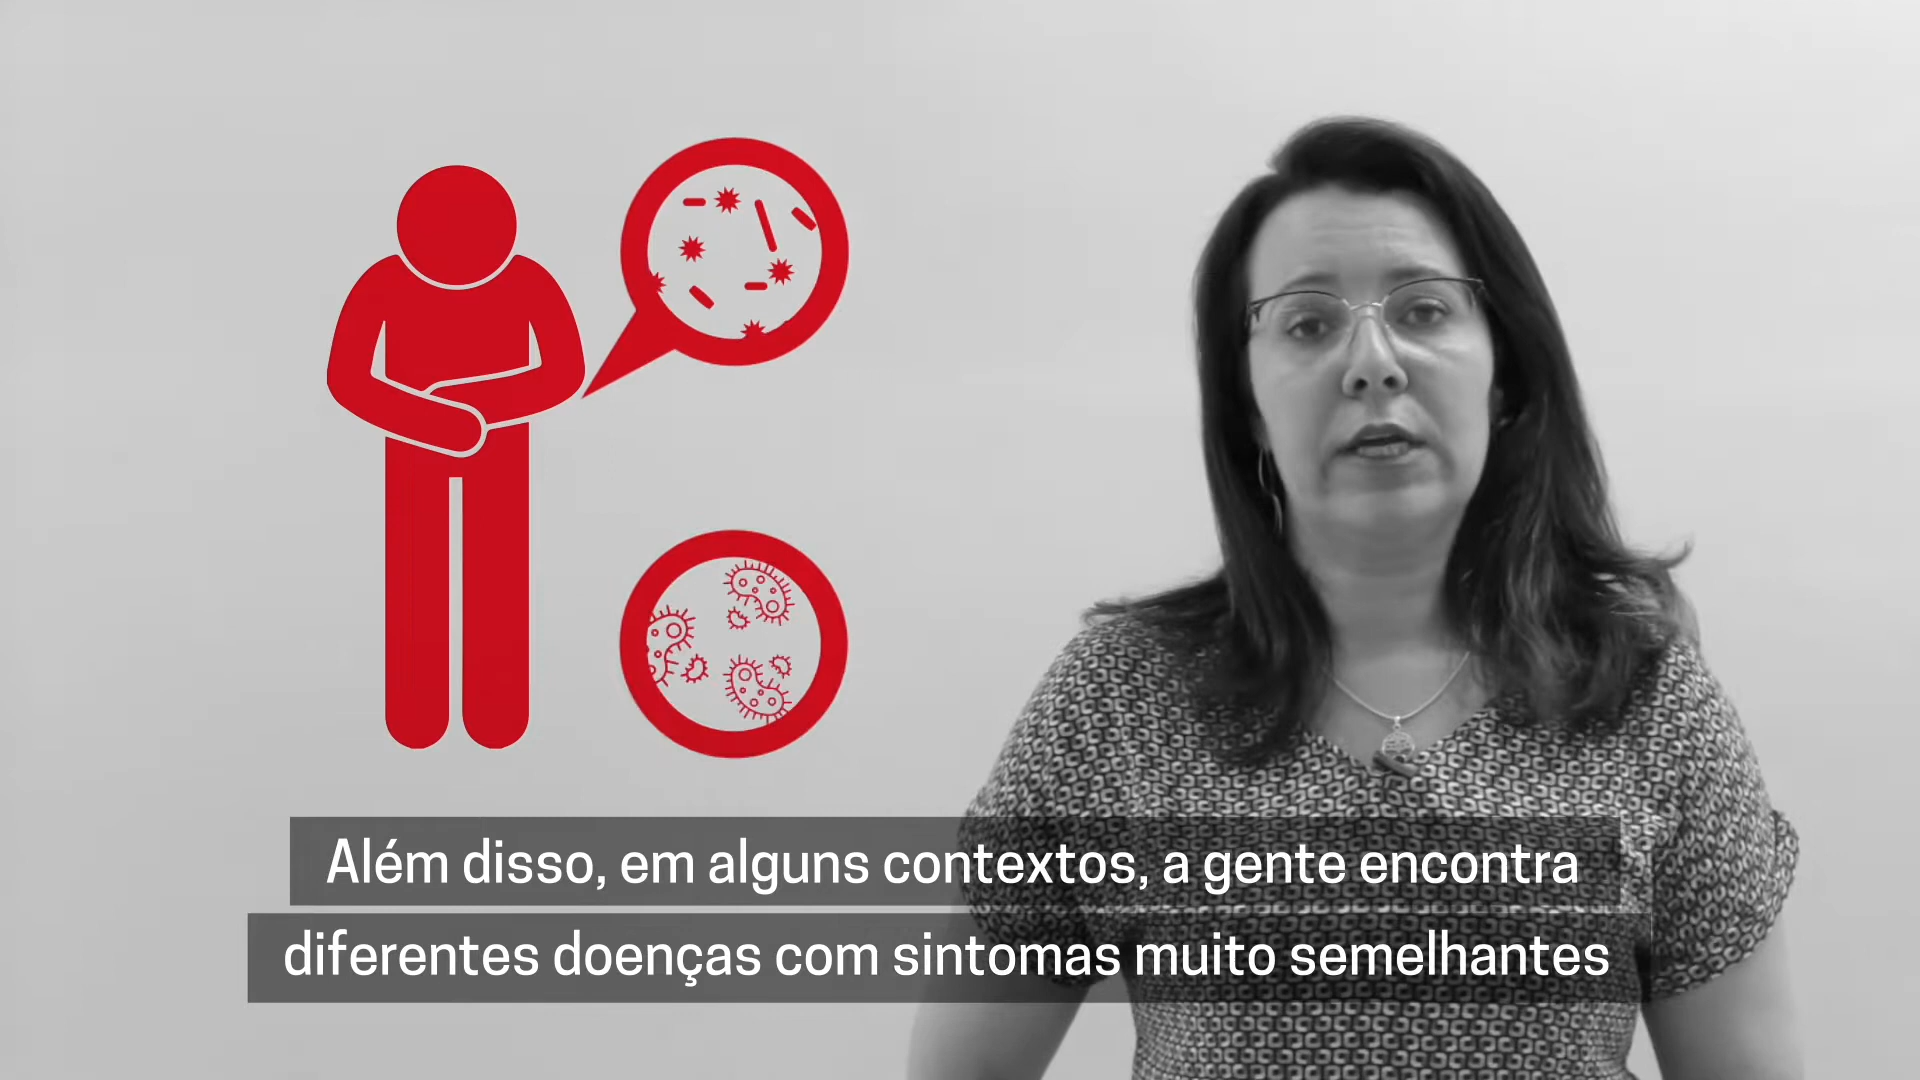 Além disso, em alguns contextos, a gente encontra
diferentes doenças com sintomas muito semelhantes